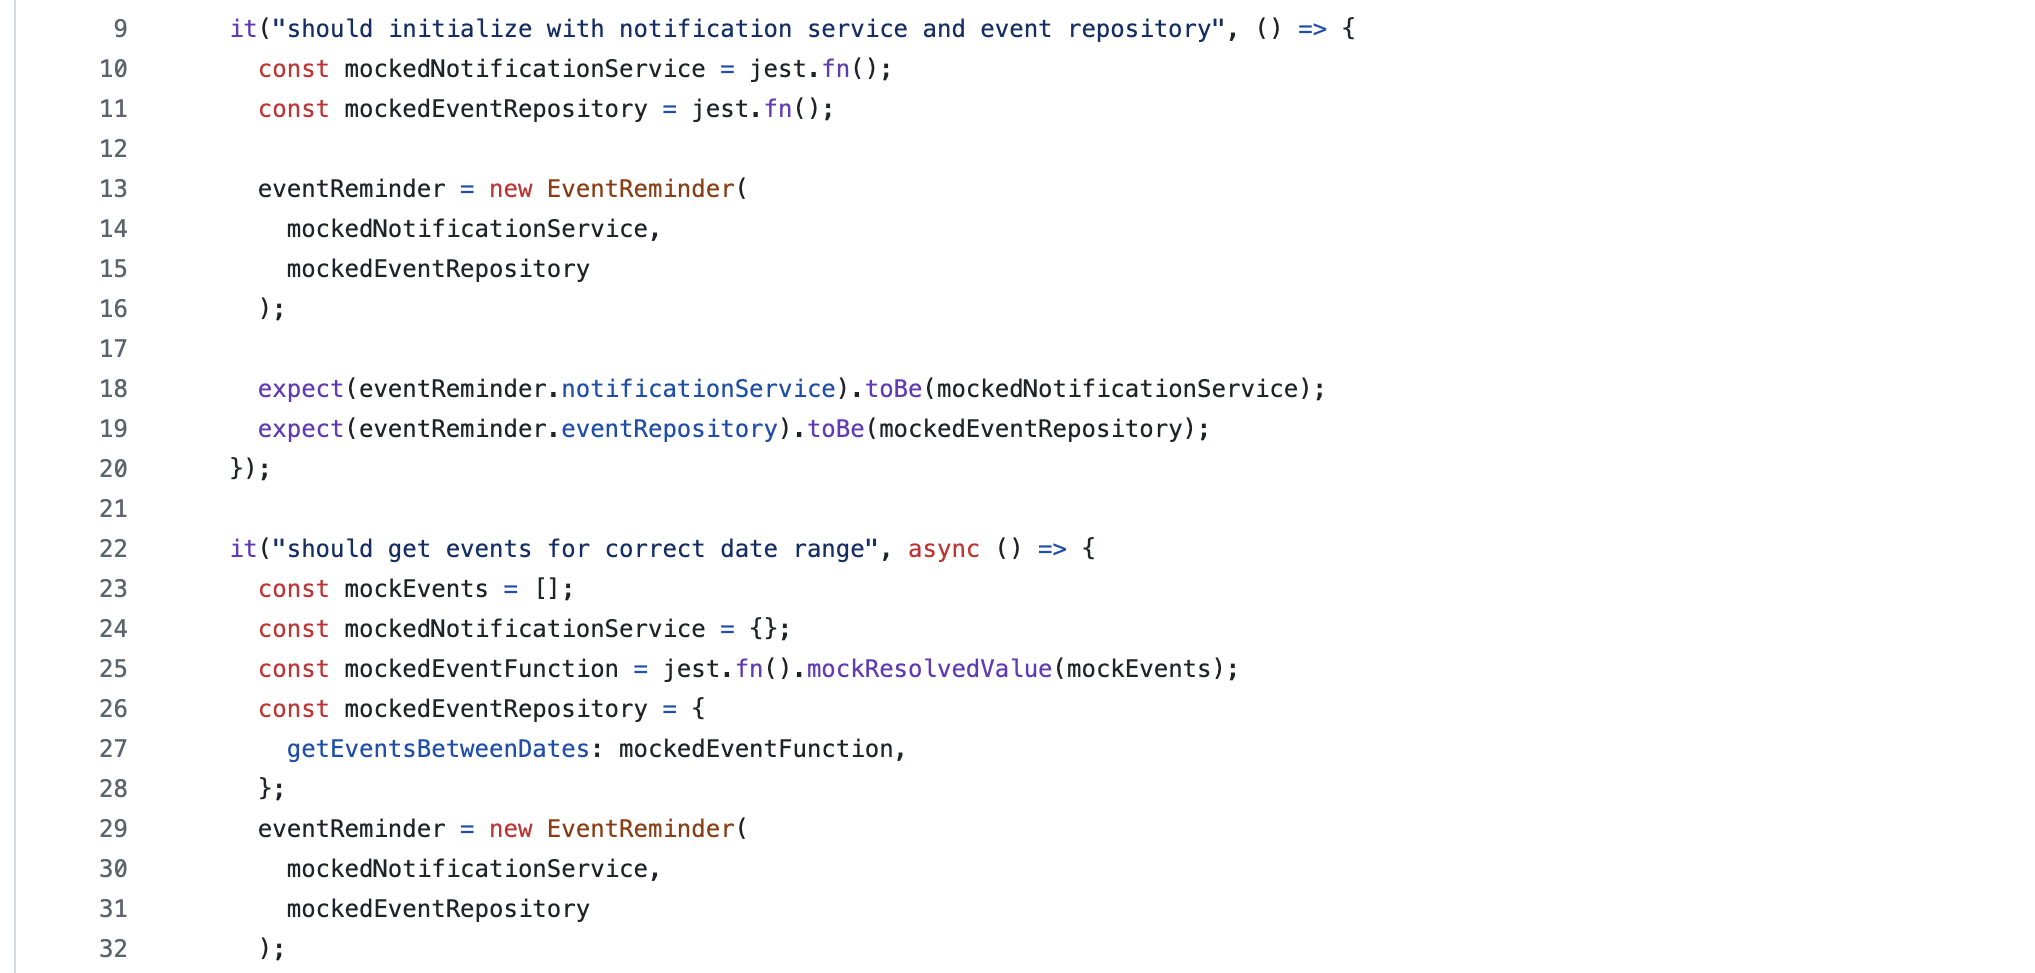 9 it("should initialize with notification service and event repository", () => {
10 const mockedNotificationService = jest.fn();
11 const mockedEventRepository = jest.fn();
12
13 eventReminder = new EventReminder(
14 mockedNotificationService,
15 mockedEventRepository
16 );
17
18 expect(eventReminder.notificationService).toBe(mockedNotificationService);
19 expect(eventReminder.eventRepository).toBe(mockedEventRepository);
20 });
21
22 it("should get events for correct date range", async () => {
23 const mockEvents = [];
24 const mockedNotificationService = {};
25 const mockedEventFunction = jest.fn().mockResolvedValue(mockEvents);
26 const mockedEventRepository = {
27 getEventsBetweenDates: mockedEventFunction,
28 };
29 eventReminder = new EventReminder(
30 mockedNotificationService,
31 mockedEventRepository
32 );